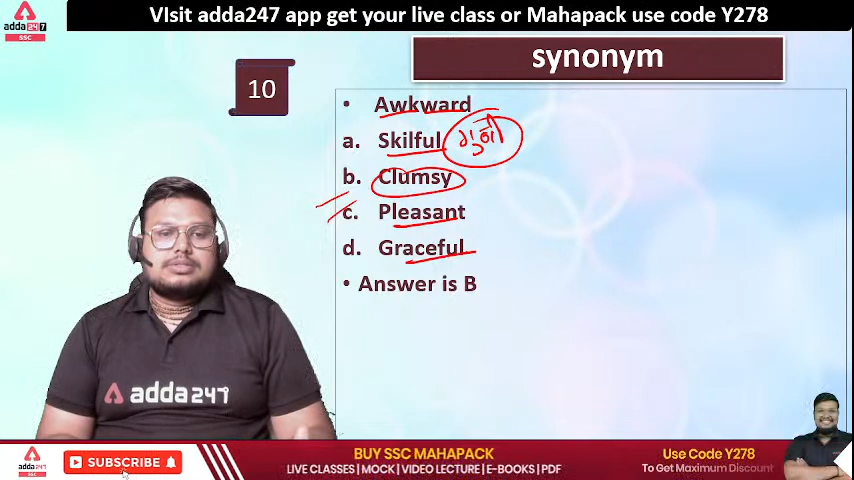 VIsit adda247 app get your live class or Mahapack use code Y278
adda247
SSC
synonym
10
• Awkward
a. Skilful
b. Clumsy
c. Pleasant
d. Graceful
• Answer is B
adda247
adda247
SSC
SUBSCRIBE
BUY SSC MAHAPACK
LIVE CLASSES | MOCK | VIDEO LECTURE | E-BOOKS | PDF
Use Code Y278
To Get Maximum Discount